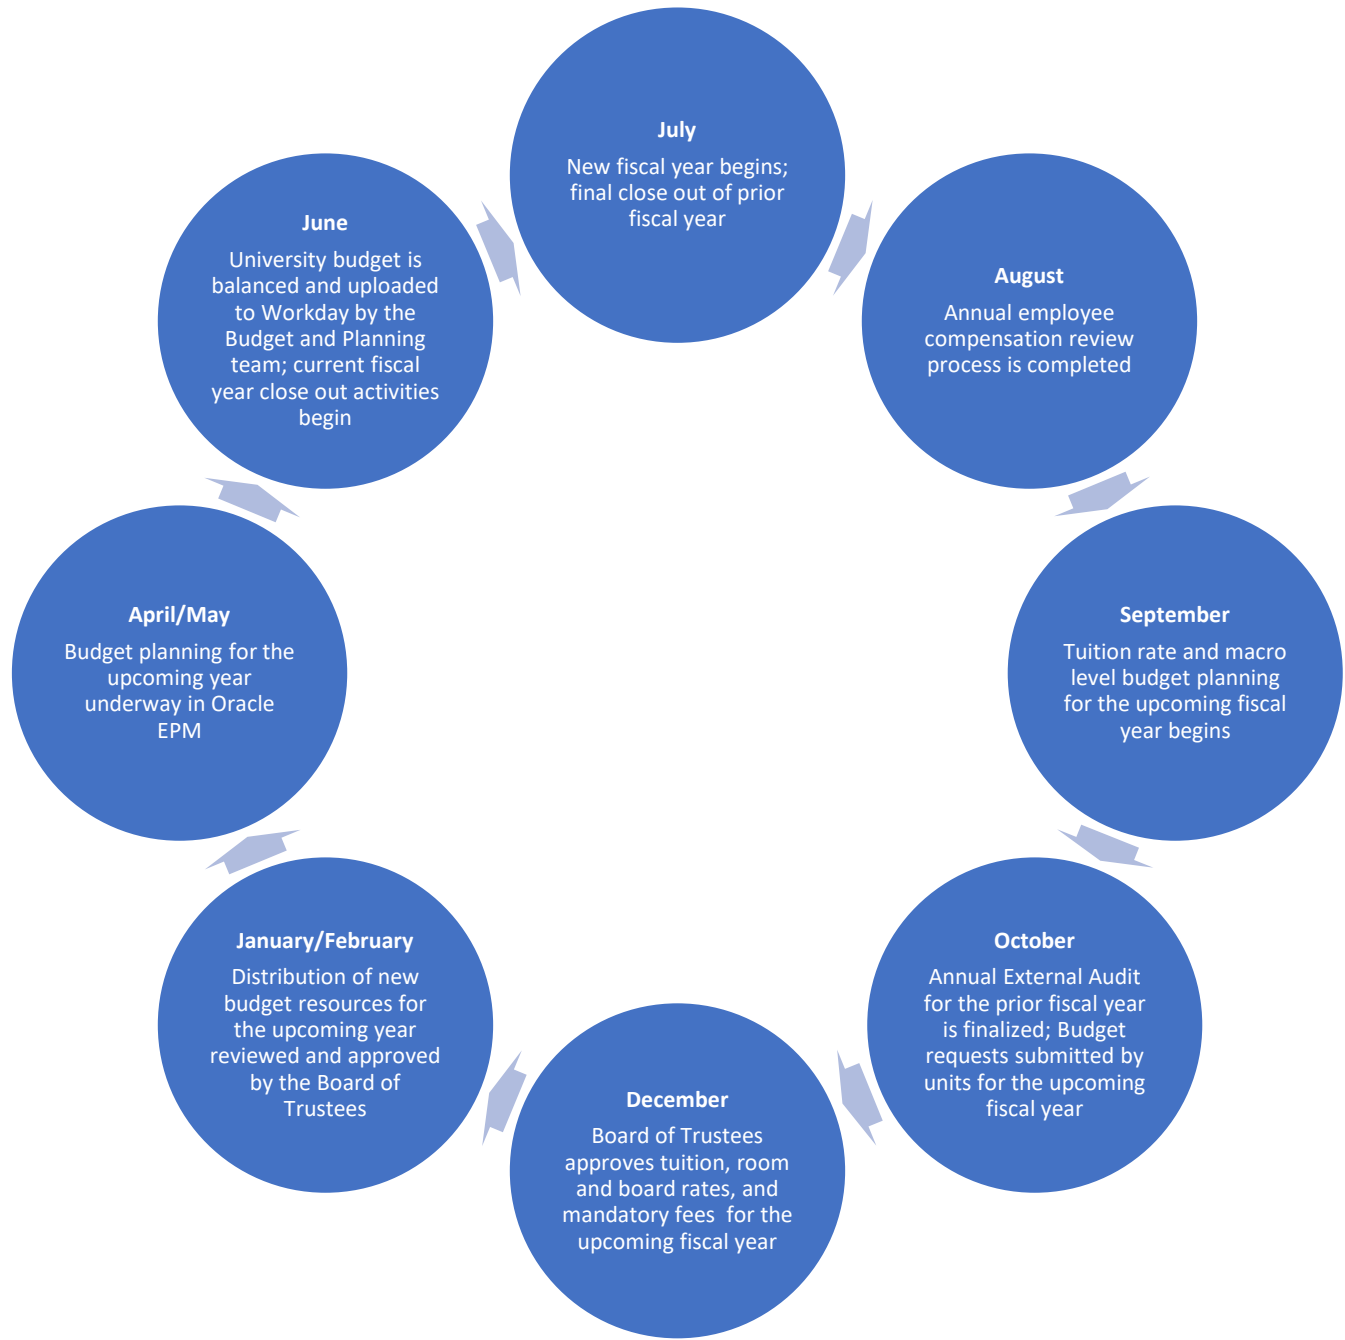 July
New fiscal year begins;
final close out of prior
fiscal year
August
Annual employee
compensation review
process is completed
September
Tuition rate and macro
level budget planning
for the upcoming fiscal
year begins
October
Annual External Audit
for the prior fiscal year
is finalized; Budget
requests submitted by
units for the upcoming
fiscal year
December
Board of Trustees
approves tuition, room
and board rates, and
mandatory fees  for the
upcoming fiscal year
January/February
Distribution of new
budget resources for
the upcoming year
reviewed and approved
by the Board of
Trustees
April/May
Budget planning for the
upcoming year
underway in Oracle
EPM
June
University budget is
balanced and uploaded
to Workday by the
Budget and Planning
team; current fiscal
year close out activities
begin